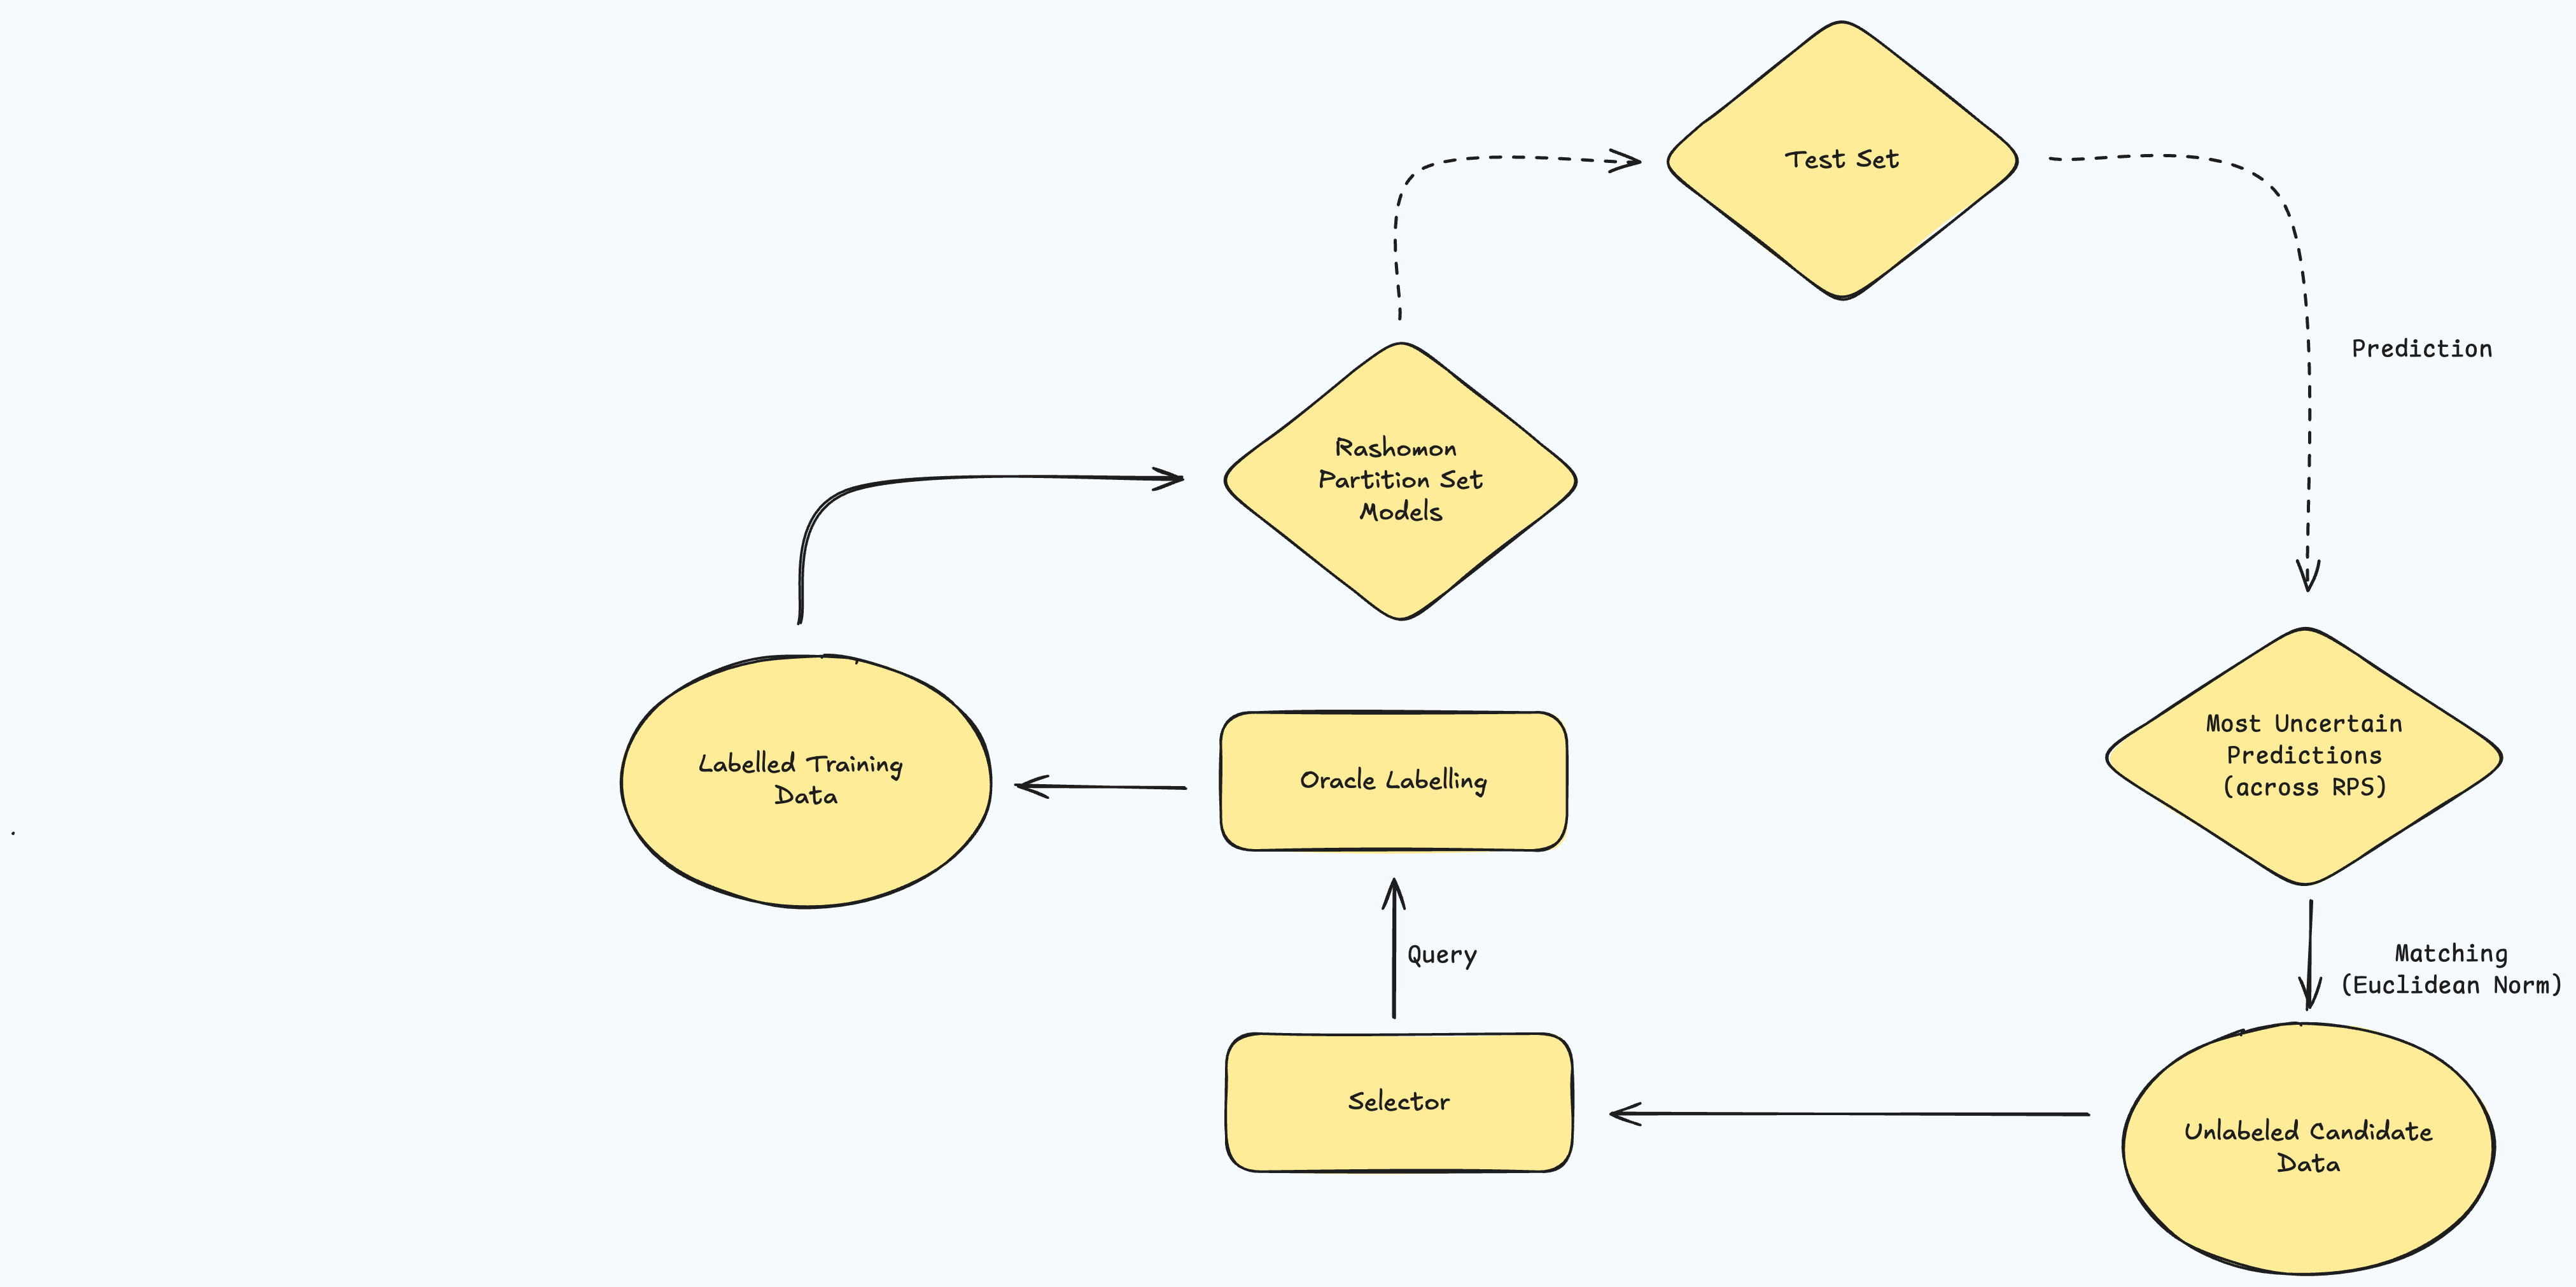 Test Set
Prediction
Rashomon
Partition Set
Models
Most Uncertain
Predictions
(across RPS)
Labelled Training
Data
Oracle Labelling
Query
Matching
(Euclidean Norm)
Selector
Unlabeled Candidate
Data